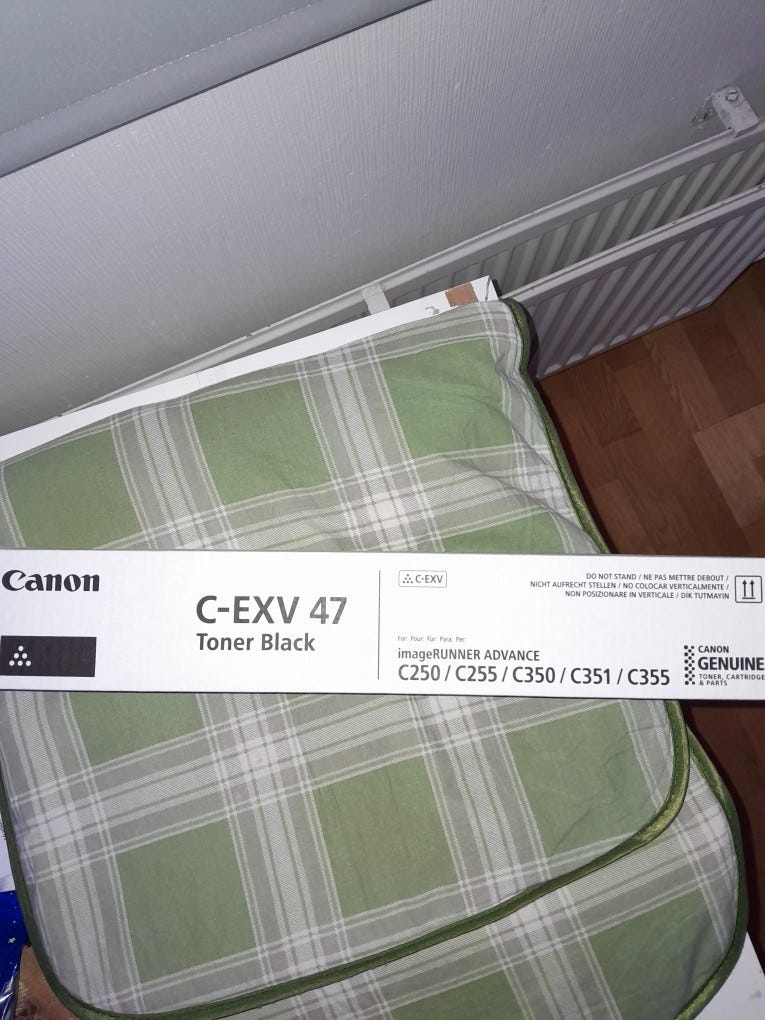 Canon
C-EXV 47
Toner Black
C-EXV
DO NOT STAND / NE PAS METTRE DEBOUT /
NICHT AUFRECHT STELLEN / NO COLOCAR VERTICALMENTE /
NON POSIZIONARE IN VERTICALE / DİK TUTMAYIN
For: Pour: Für: Para: Per:
imageRUNNER ADVANCE
C250 / C255 / C350 / C351 / C355
CANON
GENUINE
TONER, CARTRIDGE
& PARTS